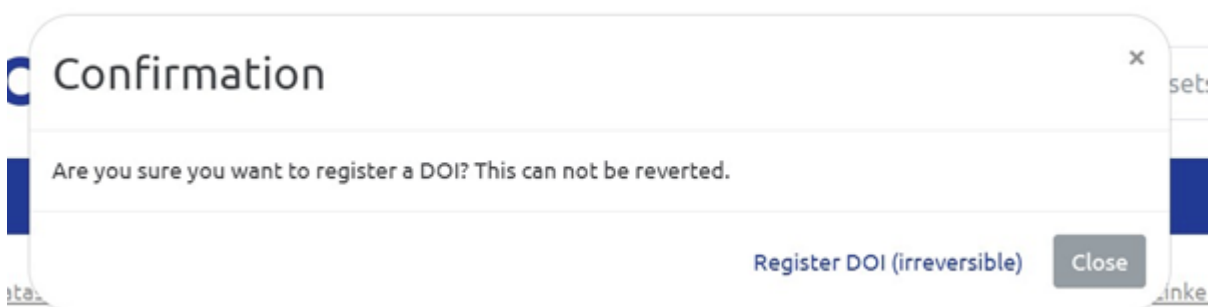 Confirmation
×
Are you sure you want to register a DOI? This can not be reverted.
Register DOI (irreversible)
Close